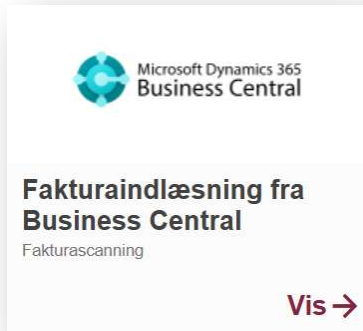 Microsoft Dynamics 365
Business Central
Fakturaindlæsning fra
Business Central
Fakturascanning
Vis →